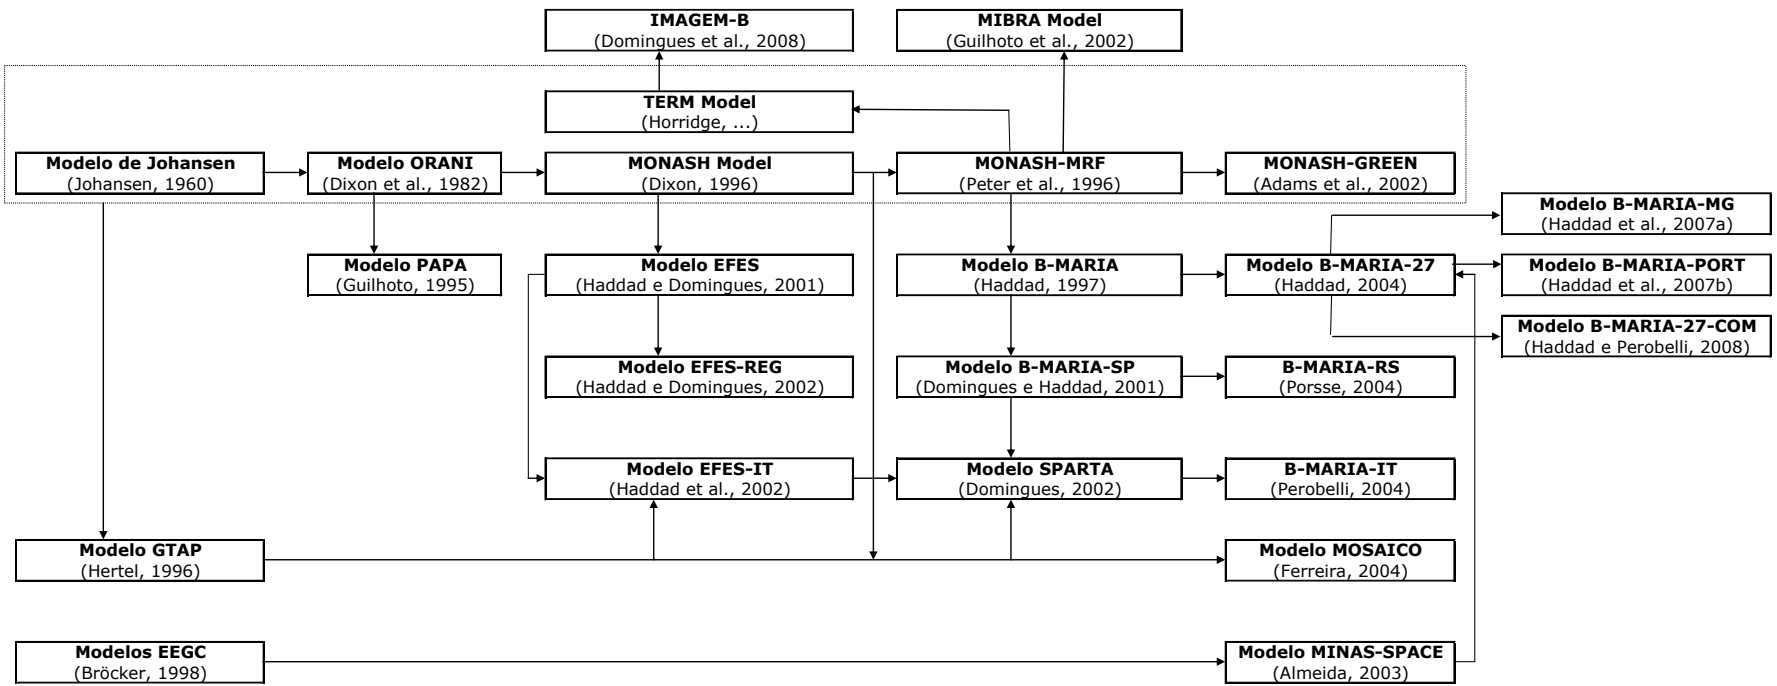 IMAGEM-B
(Domingues et al., 2008)
MIBRA Model
(Guilhoto et al., 2002)
TERM Model
(Horridge, ...)
Modelo de Johansen
(Johansen, 1960)
Modelo ORANI
(Dixon et al., 1982)
MONASH Model
(Dixon, 1996)
MONASH-MRF
(Peter et al., 1996)
MONASH-GREEN
(Adams et al., 2002)
Modelo B-MARIA-MG
(Haddad et al., 2007a)
Modelo PAPA
(Guilhoto, 1995)
Modelo EFES
(Haddad e Domingues, 2001)
Modelo B-MARIA
(Haddad, 1997)
Modelo B-MARIA-27
(Haddad, 2004)
Modelo B-MARIA-PORT
(Haddad et al., 2007b)
Modelo B-MARIA-27-COM
(Haddad e Perobelli, 2008)
Modelo EFES-REG
(Haddad e Domingues, 2002)
Modelo B-MARIA-SP
(Domingues e Haddad, 2001)
B-MARIA-RS
(Porsse, 2004)
Modelo EFES-IT
(Haddad et al., 2002)
Modelo SPARTA
(Domingues, 2002)
B-MARIA-IT
(Perobelli, 2004)
Modelo GTAP
(Hertel, 1996)
Modelo MOSAICO
(Ferreira, 2004)
Modelos EEGC
(Bröcker, 1998)
Modelo MINAS-SPACE
(Almeida, 2003)